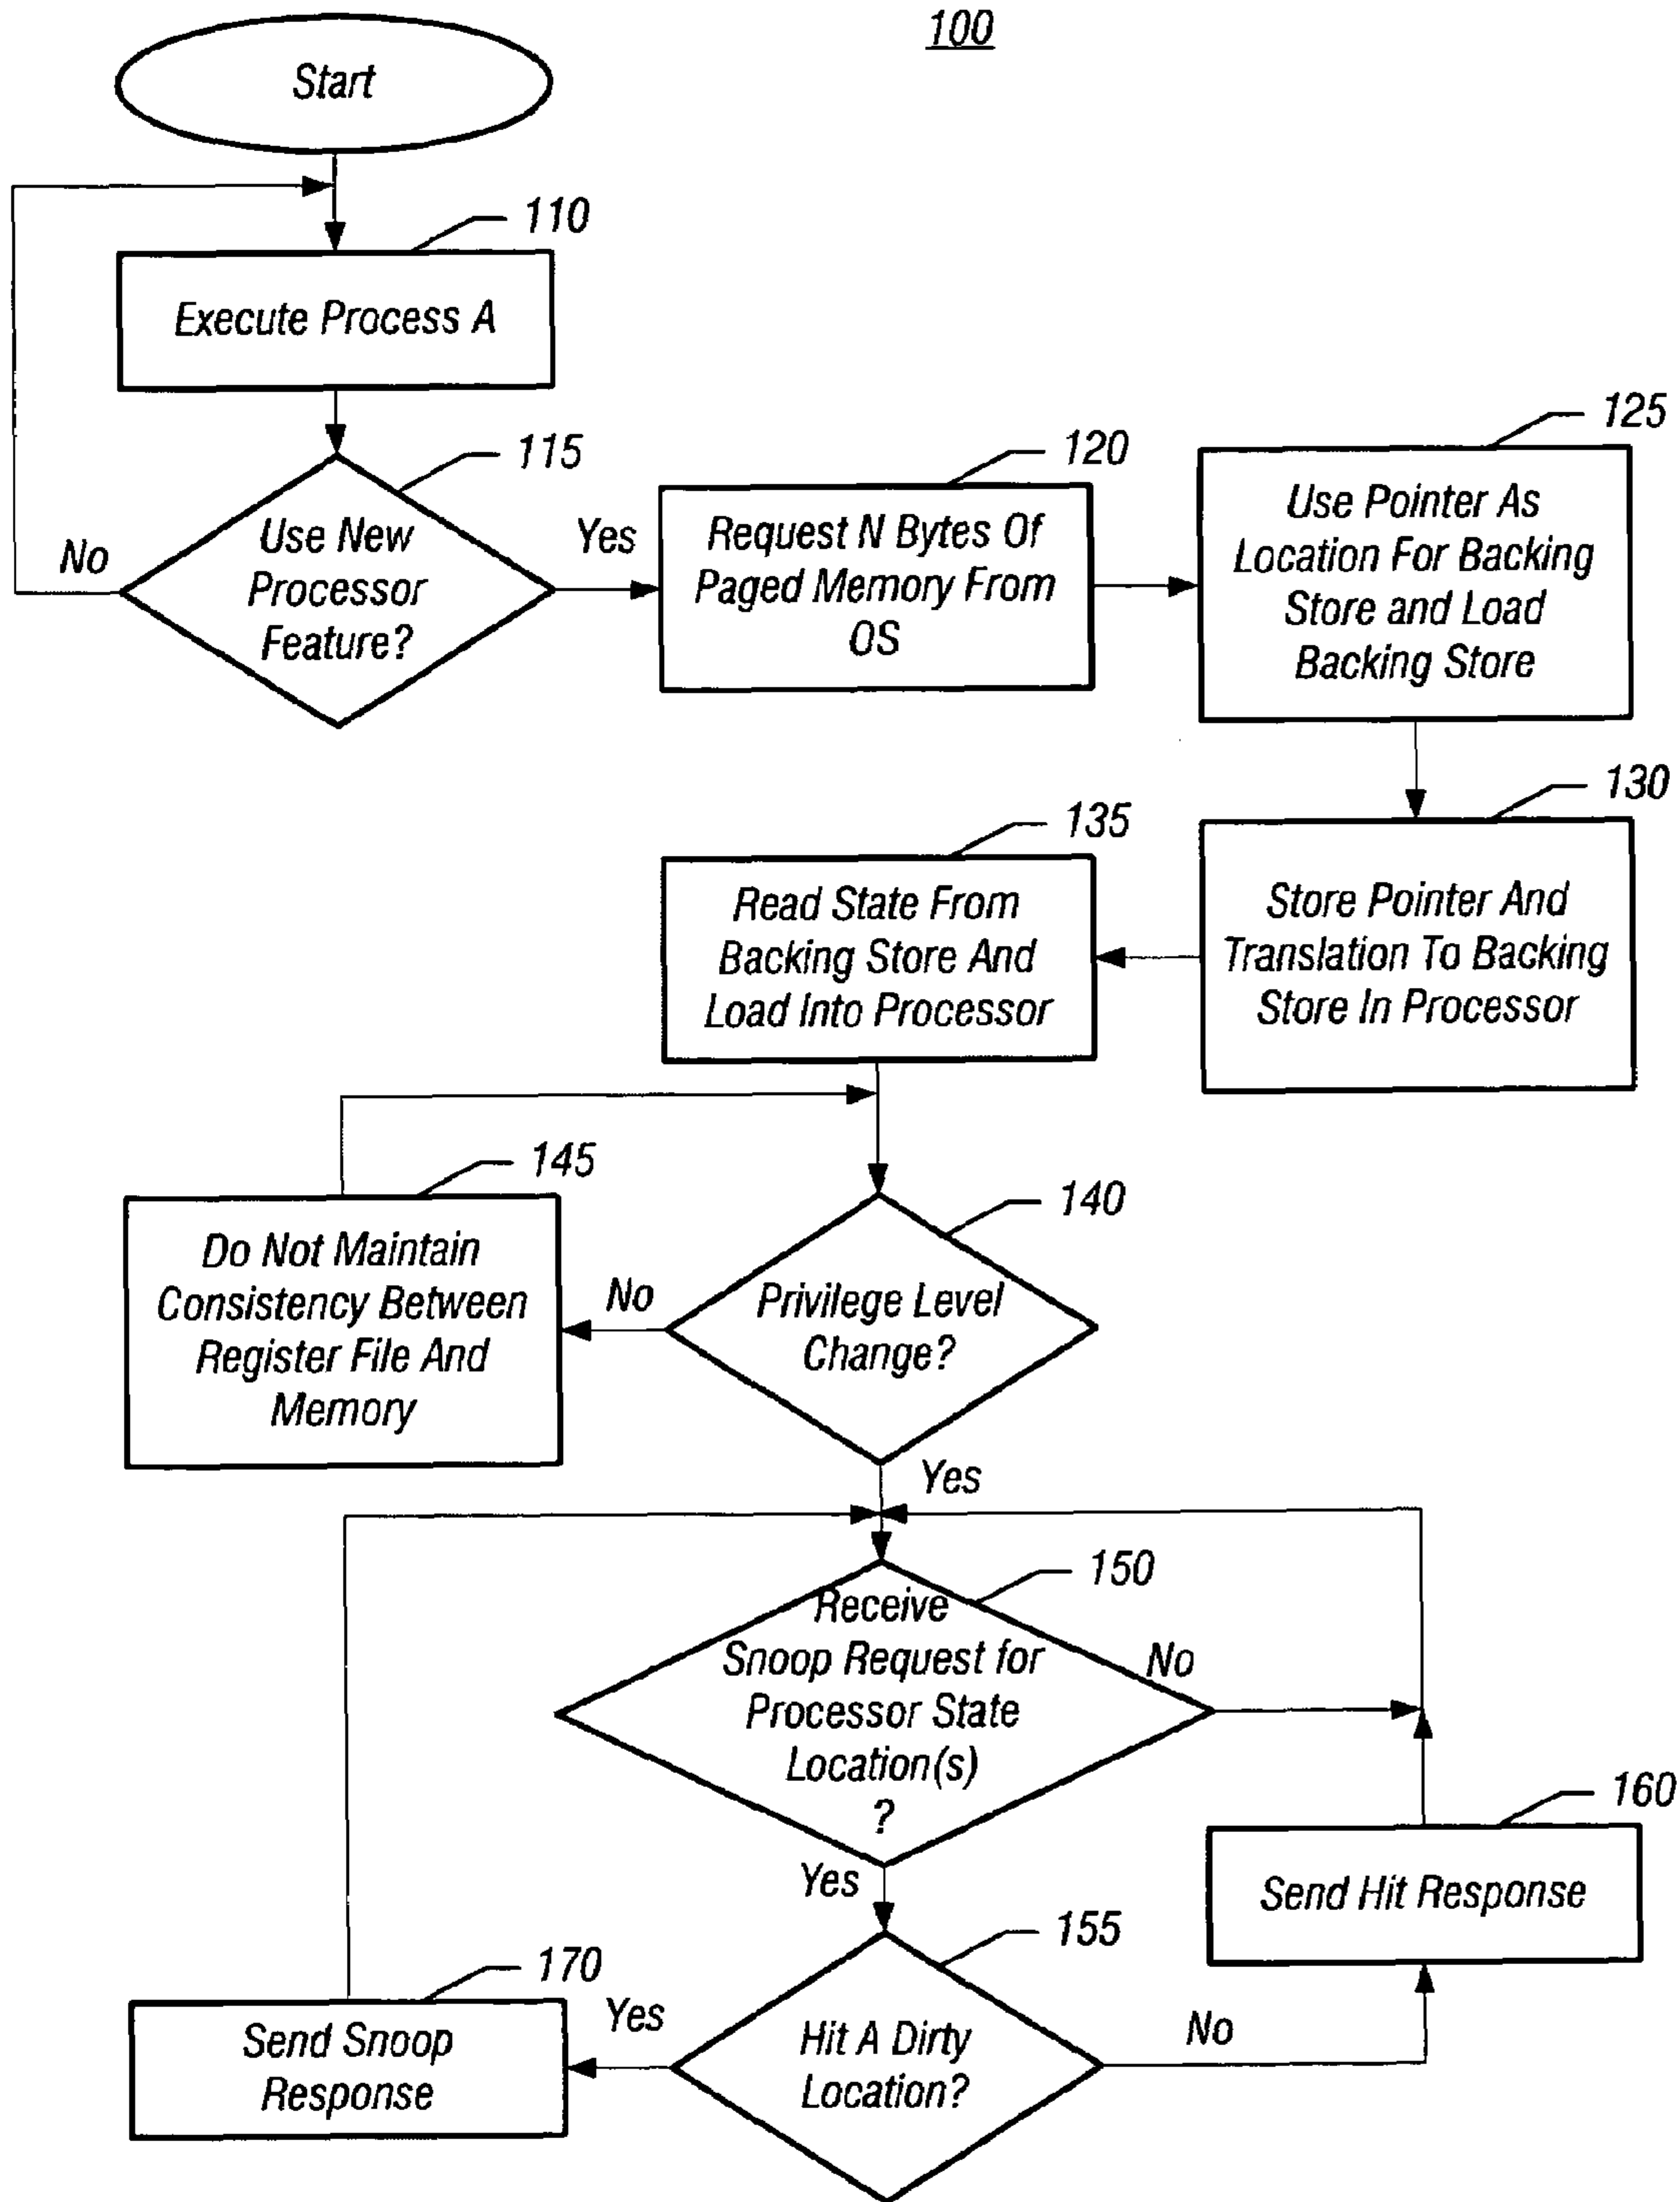 100
Start
110
Execute Process A
115
Use New
Processor
Feature?
No
Yes
120
Request N Bytes Of
Paged Memory From
OS
125
Use Pointer As
Location For Backing
Store and Load
Backing Store
130
Store Pointer And
Translation To Backing
Store In Processor
135
Read State From
Backing Store And
Load Into Processor
140
Privilege Level
Change?
No
145
Do Not Maintain
Consistency Between
Register File And
Memory
Yes
150
Receive
Snoop Request for
Processor State
Location(s)
?
No
Yes
160
Send Hit Response
155
Hit A Dirty
Location?
No
Yes
170
Send Snoop
Response